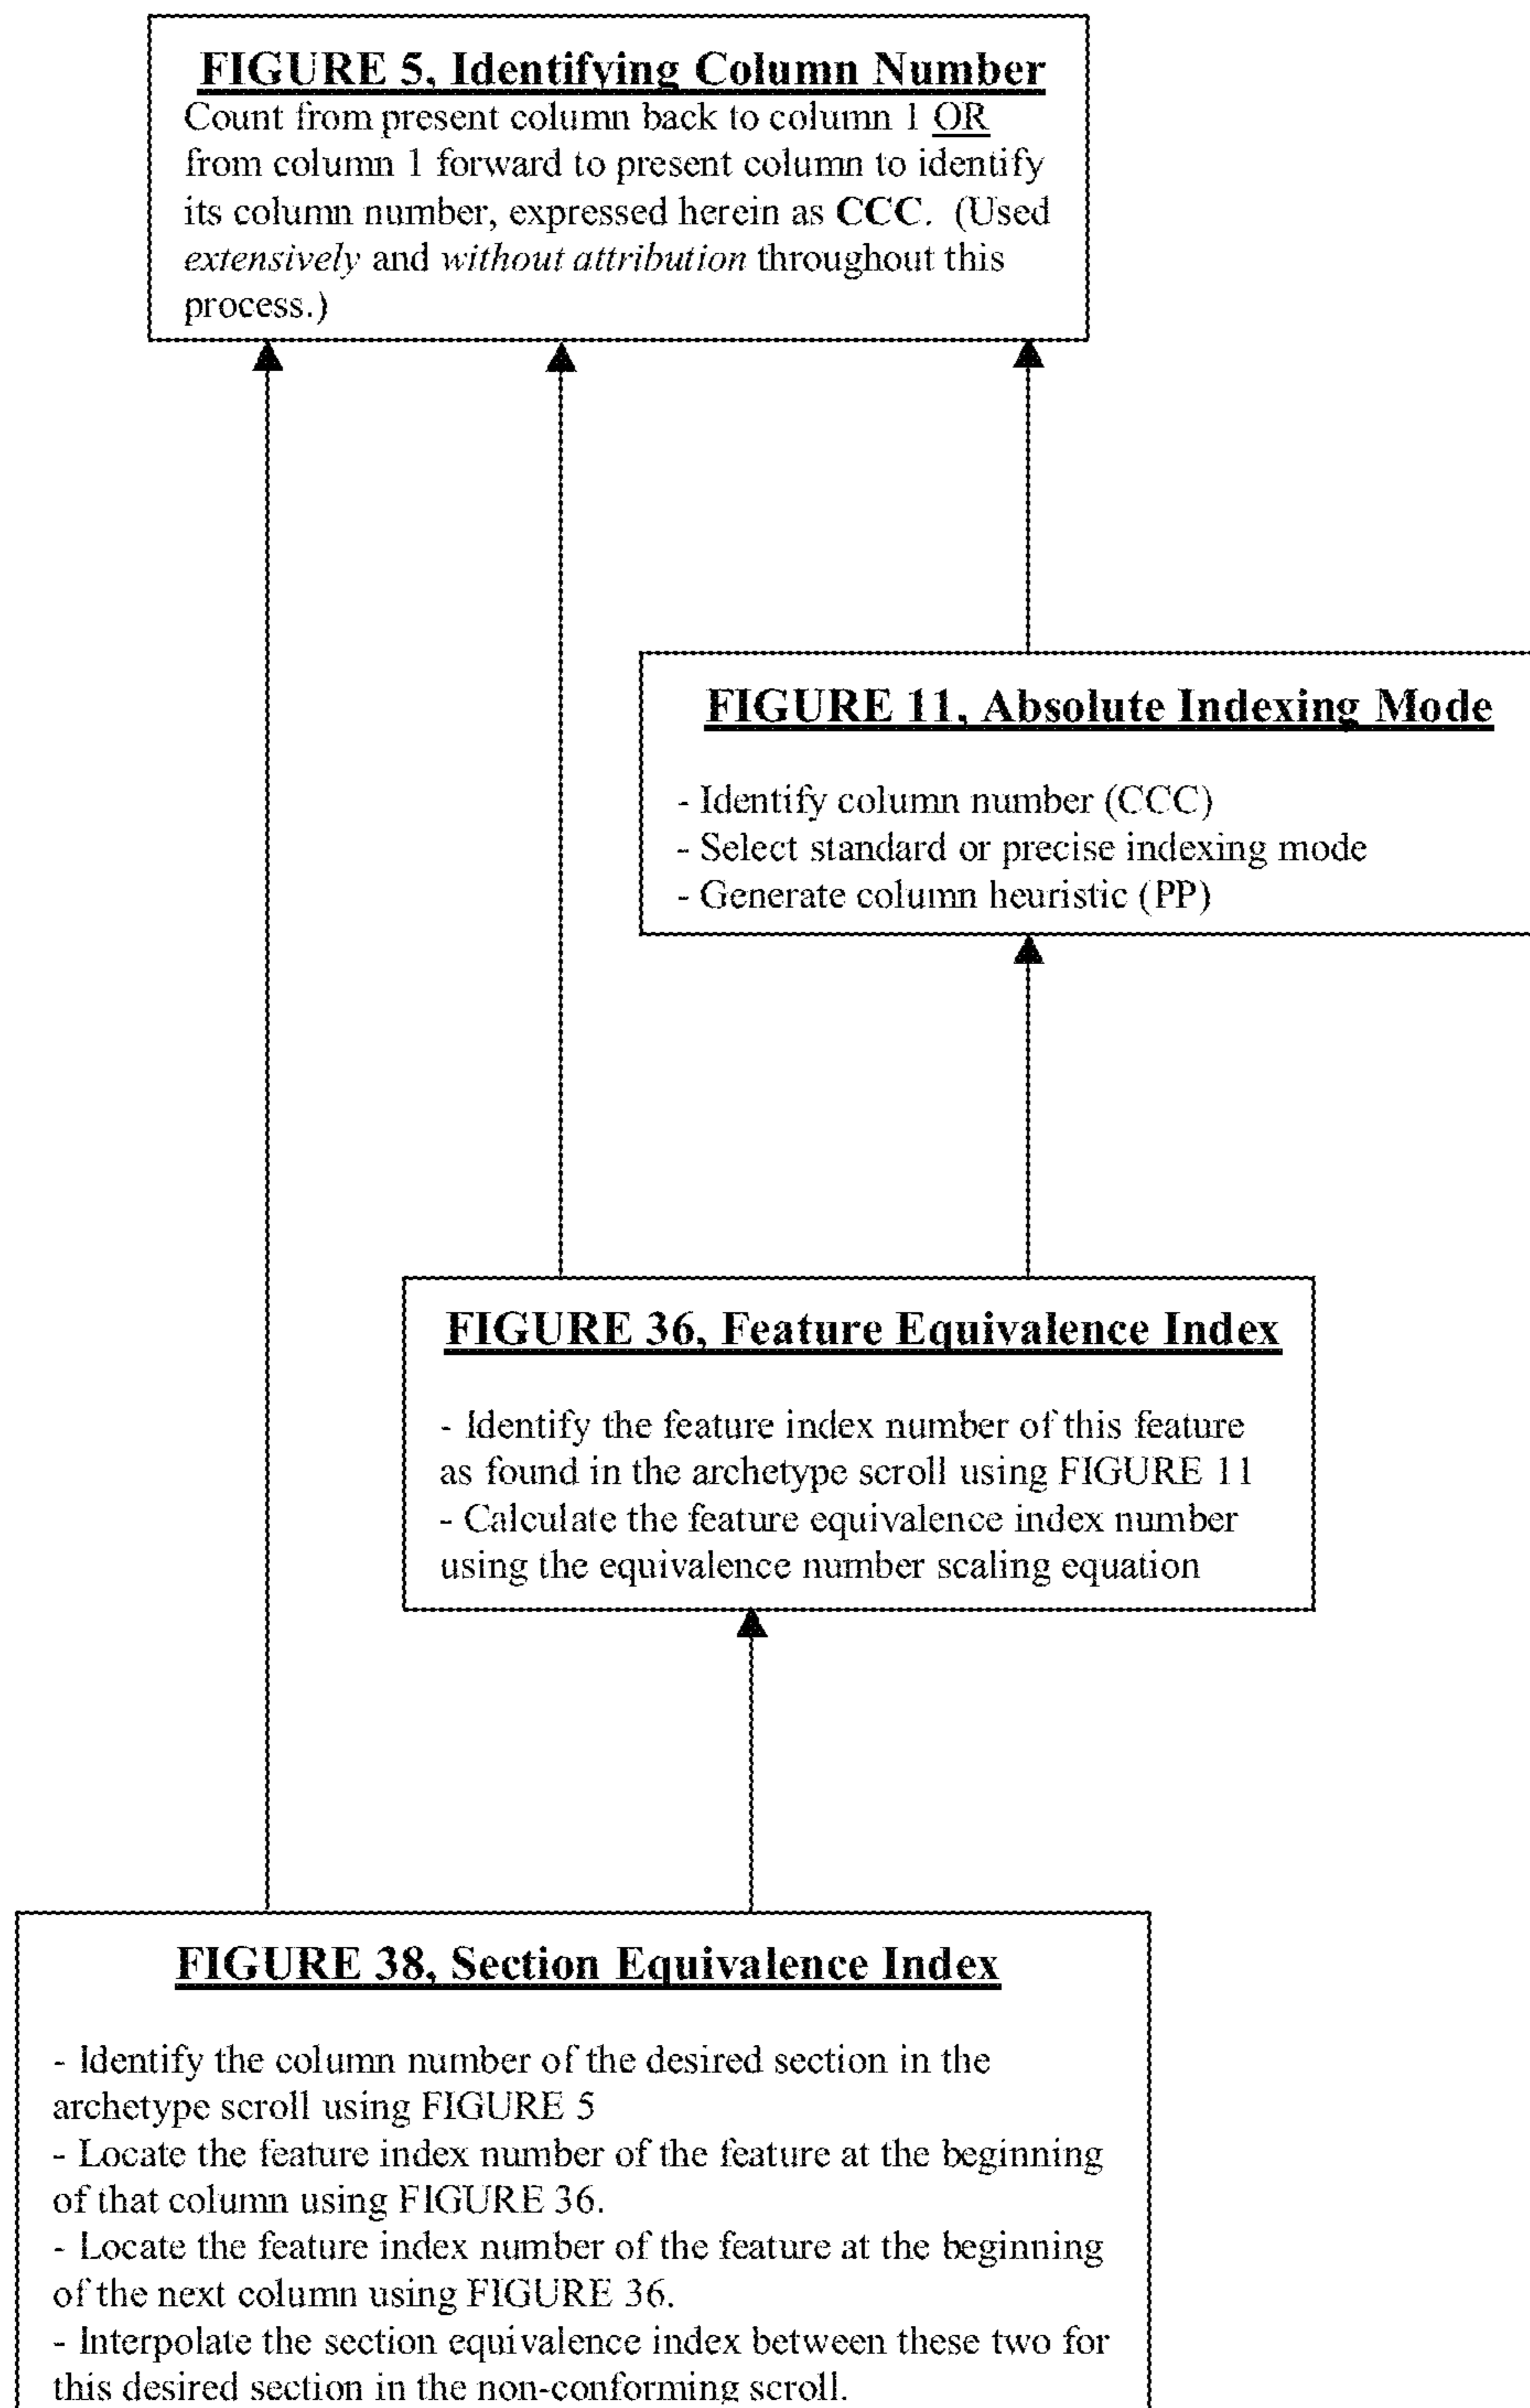 FIGURE 5, Identifying Column Number
Count from present column back to column 1 OR
from column 1 forward to present column to identify
its column number, expressed herein as CCC. (Used
extensively and without attribution throughout this
process.)
FIGURE 11, Absolute Indexing Mode
- Identify column number (CCC)
- Select standard or precise indexing mode
- Generate column heuristic (PP)
FIGURE 36, Feature Equivalence Index
- Identify the feature index number of this feature
as found in the archetype scroll using FIGURE 11
- Calculate the feature equivalence index number
using the equivalence number scaling equation
FIGURE 38, Section Equivalence Index
- Identify the column number of the desired section in the
archetype scroll using FIGURE 5
- Locate the feature index number of the feature at the beginning
of that column using FIGURE 36.
- Locate the feature index number of the feature at the beginning
of the next column using FIGURE 36.
- Interpolate the section equivalence index between these two for
this desired section in the non-conforming scroll.